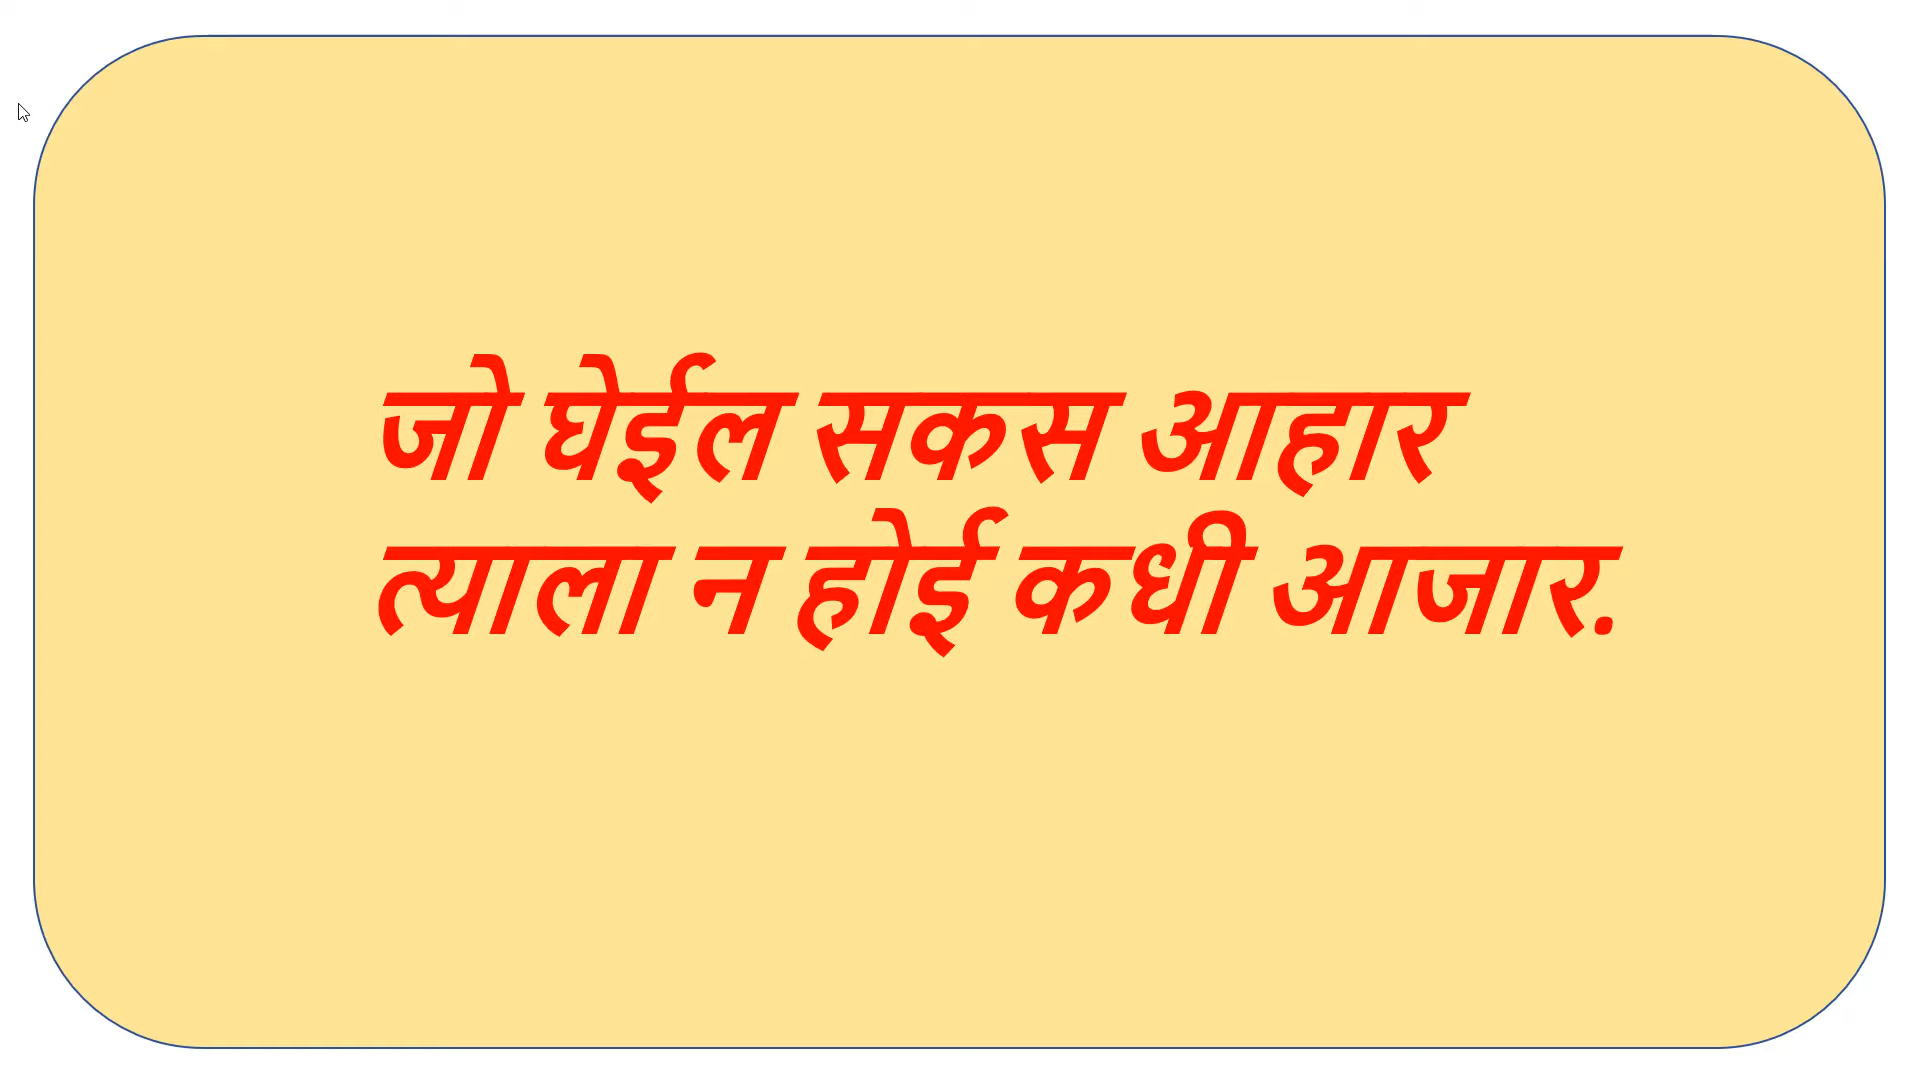 जो घेईल सकस आहार
त्याला न होई कधी आजार.